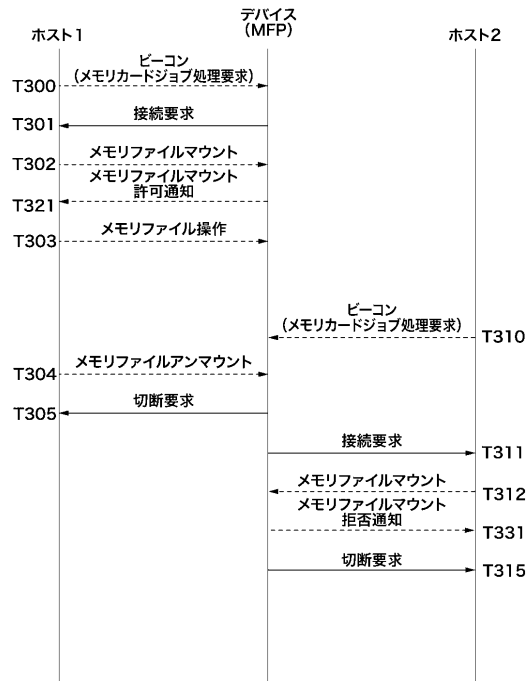 デバイス
(MFP)
ホスト1
ホスト2
ビーコン
(メモリカードジョブ処理要求)
T300
接続要求
T301
メモリファイルマウント
T302
メモリファイルマウント
許可通知
T321
メモリファイル操作
T303
ビーコン
(メモリカードジョブ処理要求)
T310
メモリファイルアンマウント
T304
切断要求
T305
接続要求
T311
メモリファイルマウント
T312
メモリファイルマウント
拒否通知
T331
切断要求
T315